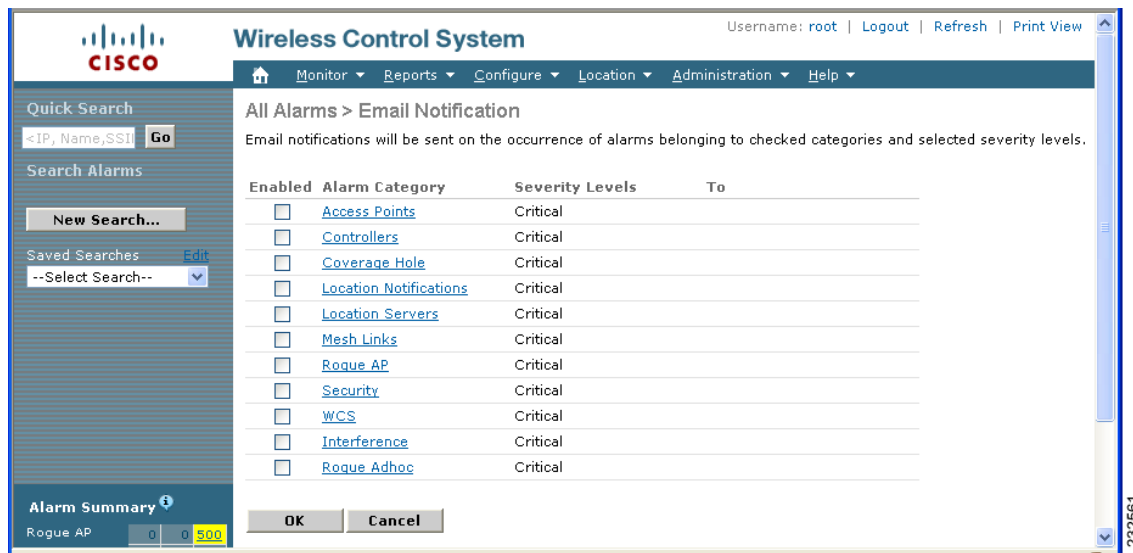 CISCO
Wireless Control System
Username: root | Logout | Refresh | Print View
Monitor Reports Configure Location Administration Help
Quick Search
<IP, Name,SSI Go
Search Alarms
New Search...
Saved Searches Edit
--Select Search--
All Alarms > Email Notification
Email notifications will be sent on the occurrence of alarms belonging to checked categories and selected severity levels.
Enabled Alarm Category Severity Levels To
Access Points Critical
Controllers Critical
Coverage Hole Critical
Location Notifications Critical
Location Servers Critical
Mesh Links Critical
Rogue AP Critical
Security Critical
WCS Critical
Interference Critical
Rogue Adhoc Critical
OK Cancel
Alarm Summary
Rogue AP 0 0 500
232561